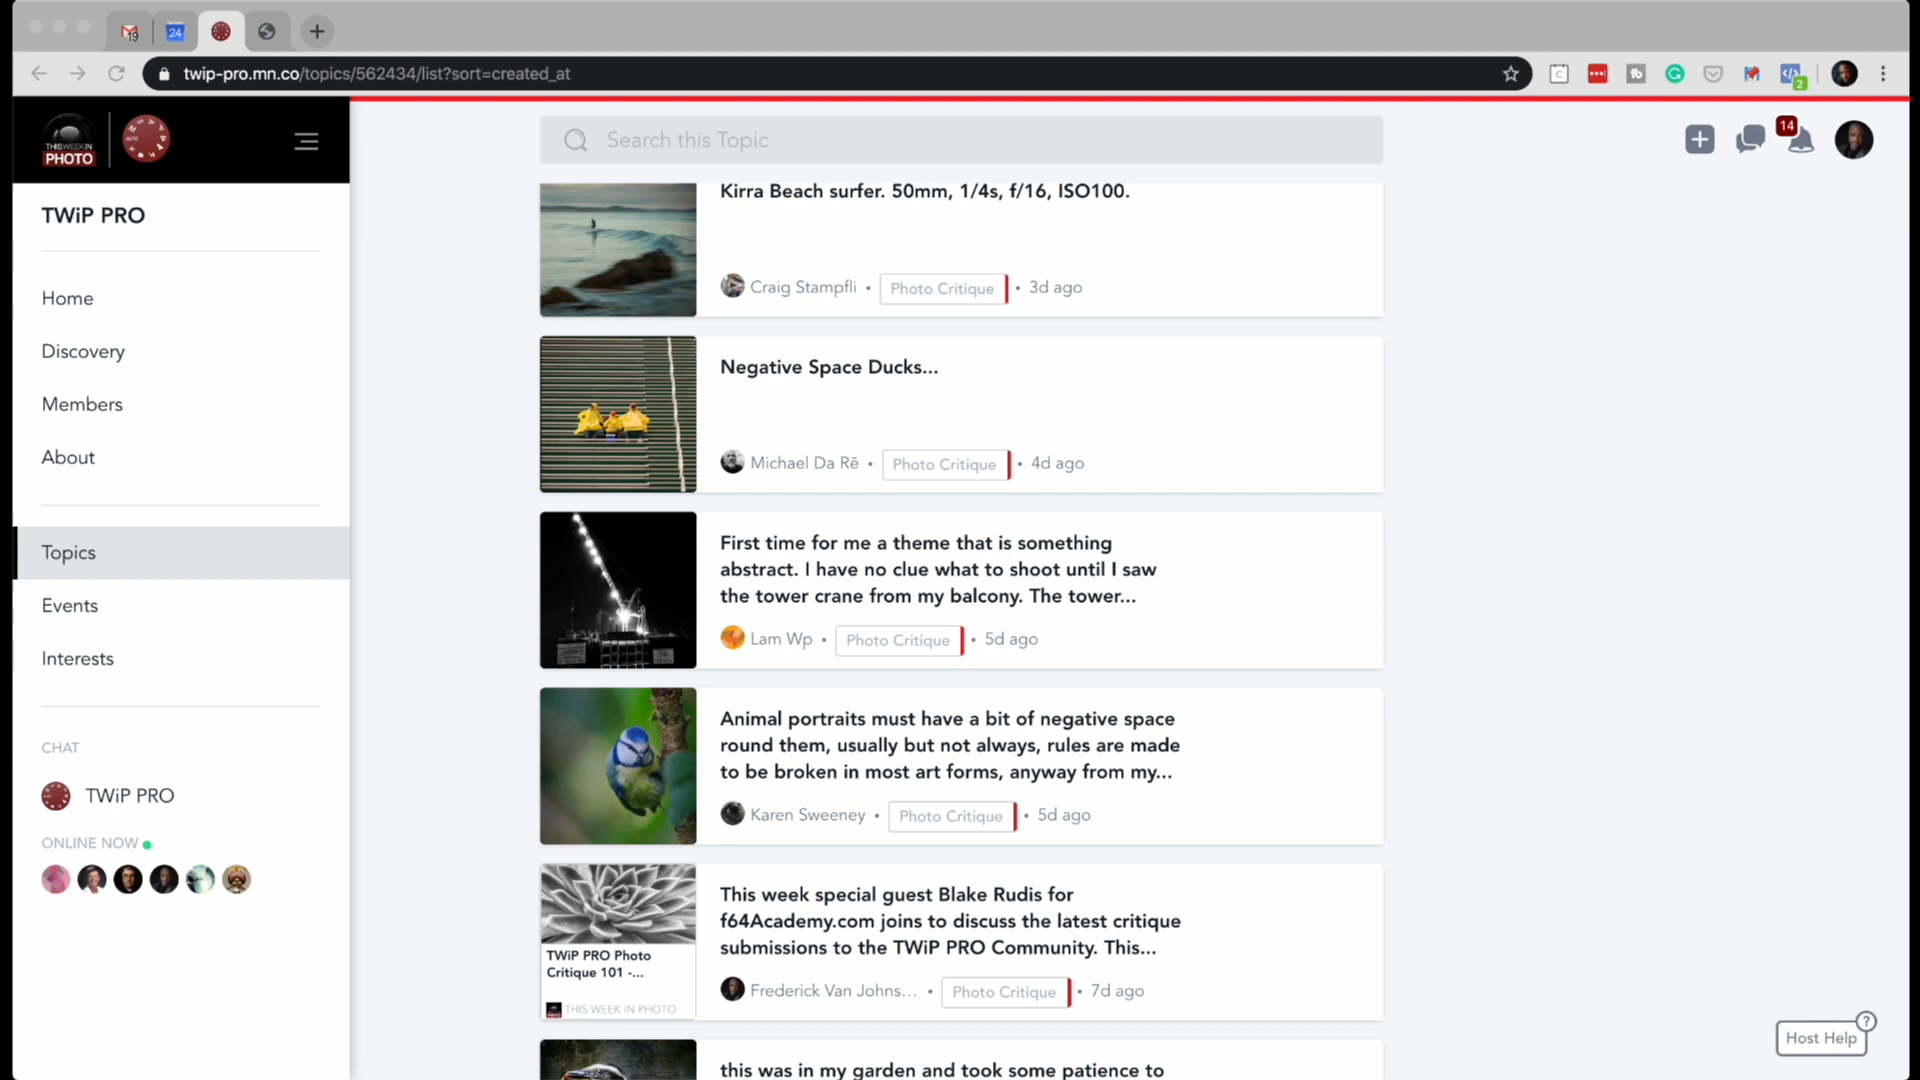 19
24
twip-pro.mn.co/topics/562434/list?sort=created_at
2
THIS WEEK IN
PHOTO
AUTO
Search this Topic
14
TWiP PRO
Home
Discovery
Members
About
Topics
Events
Interests
CHAT
TWiP PRO
ONLINE NOW
Kirra Beach surfer. 50mm, 1/4s, f/16, ISO100.
Craig Stampfli • Photo Critique • 3d ago
Negative Space Ducks...
Michael Da Rē • Photo Critique • 4d ago
First time for me a theme that is something
abstract. I have no clue what to shoot until I saw
the tower crane from my balcony. The tower...
Lam Wp • Photo Critique • 5d ago
Animal portraits must have a bit of negative space
round them, usually but not always, rules are made
to be broken in most art forms, anyway from my...
Karen Sweeney • Photo Critique • 5d ago
TWiP PRO Photo
Critique 101 -...
THIS WEEK IN PHOTO
This week special guest Blake Rudis for
f64Academy.com joins to discuss the latest critique
submissions to the TWiP PRO Community. This...
Frederick Van Johns... • Photo Critique • 7d ago
this was in my garden and took some patience to
Host Help
?